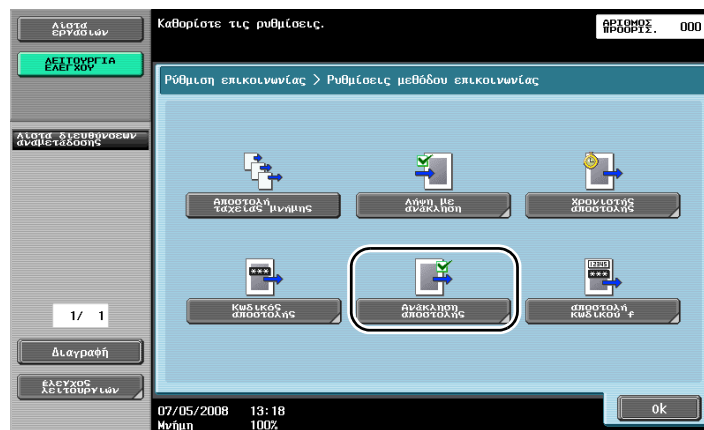 Λίστα
εργασιών
Καθορίστε τις ρυθμίσεις.
ΑΡΙΘΜΟΣ
ΠΡΟΟΡΙΣ.
000
ΛΕΙΤΟΥΡΓΙΑ
ΕΛΕΓΧΟΥ
Ρύθμιση επικοινωνίας > Ρυθμίσεις μεθόδου επικοινωνίας
Λίστα διευθύνσεων
αναμετάδοσης
Αποστολή
ταχείας μνήμης
Λήψη με
ανάκληση
Χρονιστής
αποστολής
12345
***
***
Κωδικός
αποστολής
Ανάκληση
αποστολής
αποστολή
κωδικού f
1/ 1
Διαγραφή
έλεγχος
λειτουργιών
07/05/2008 13:18
Μνήμη 100%
ok